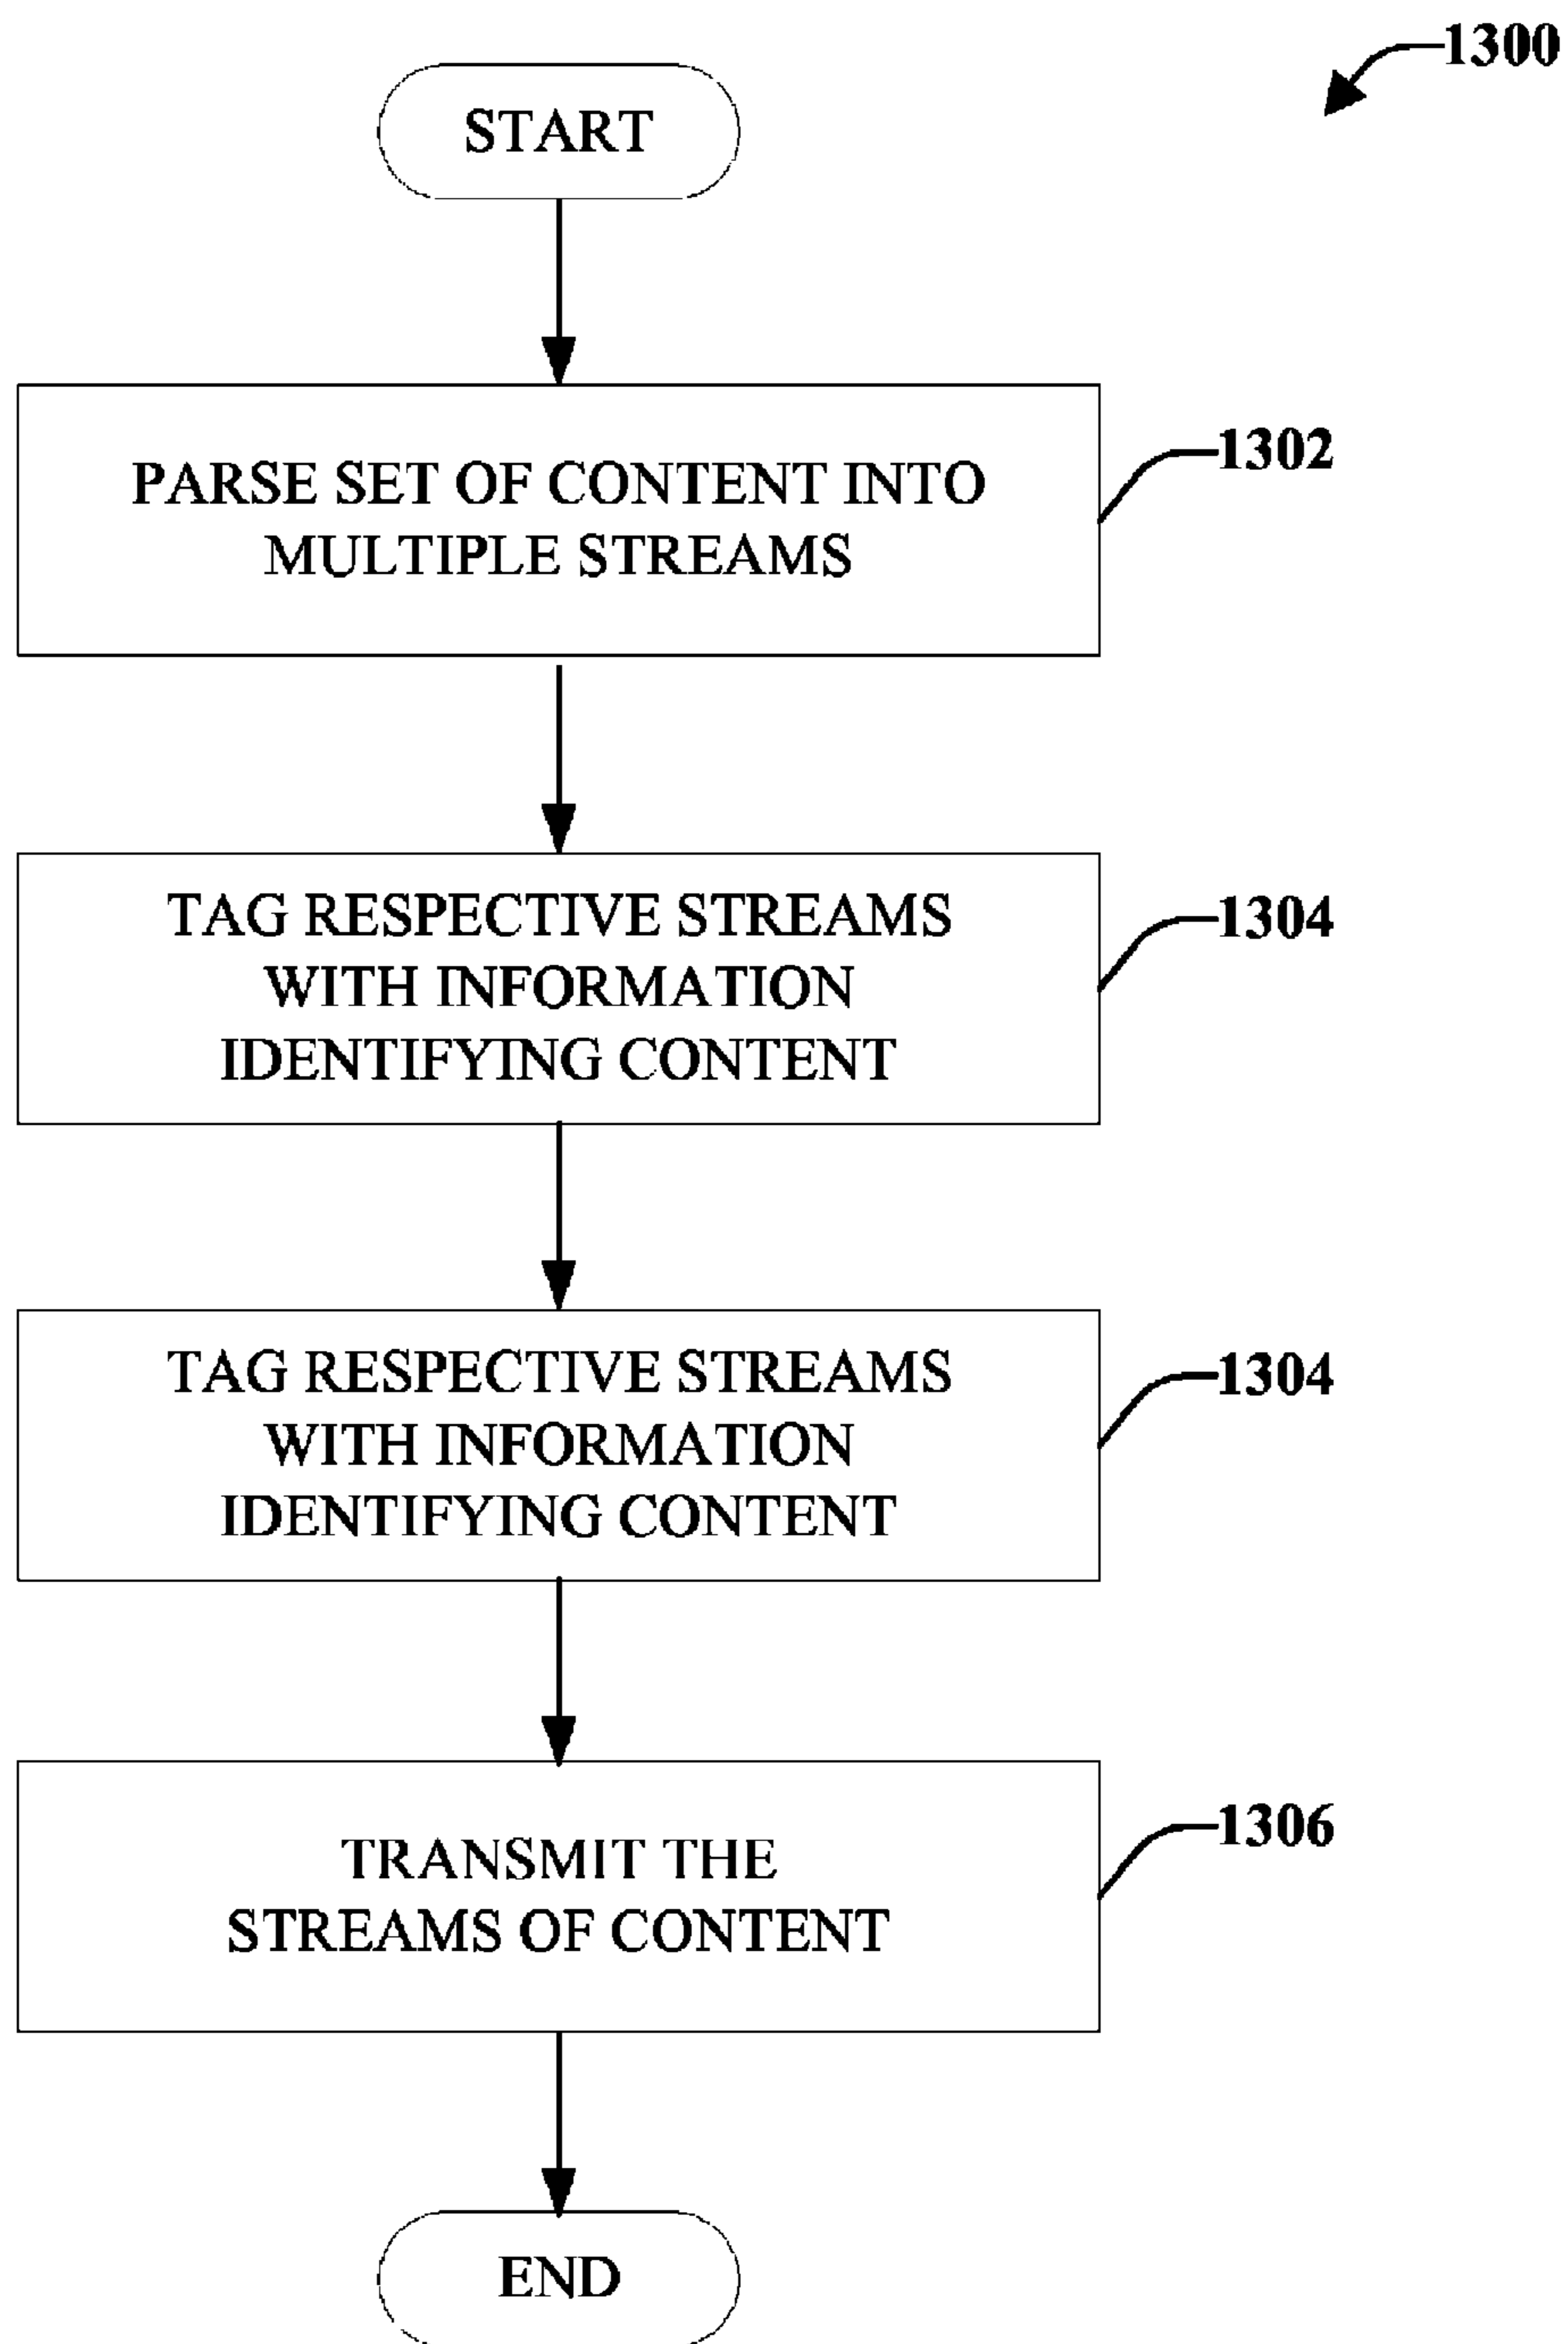 1300
START
PARSE SET OF CONTENT INTO
MULTIPLE STREAMS
1302
TAG RESPECTIVE STREAMS
WITH INFORMATION
IDENTIFYING CONTENT
1304
TAG RESPECTIVE STREAMS
WITH INFORMATION
IDENTIFYING CONTENT
1304
TRANSMIT THE
STREAMS OF CONTENT
1306
END